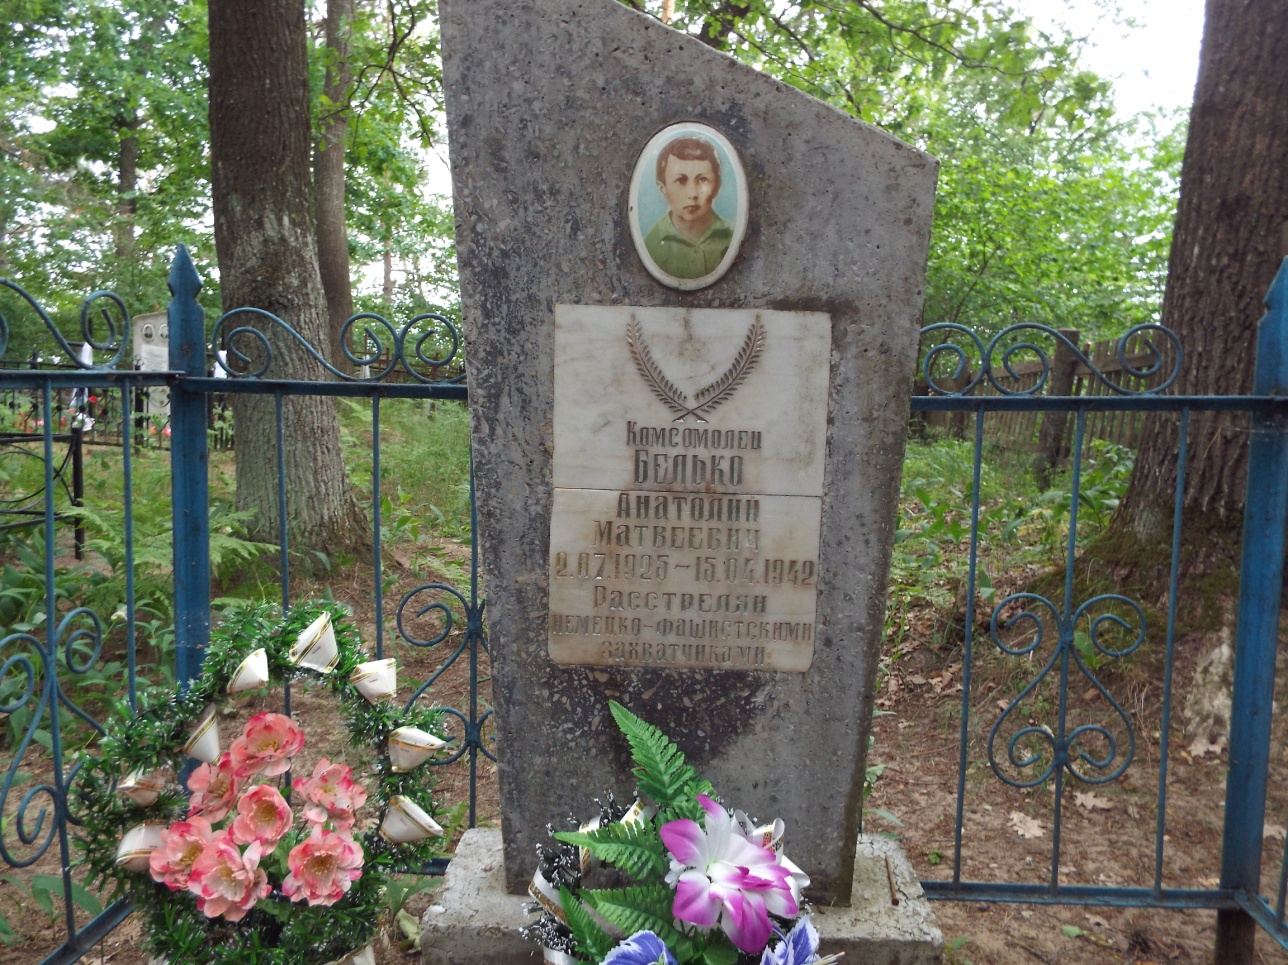 Комсомолец
БЕЛЬКО
Анатолий
Матвеевич
2.07.1925-15.04.1942
Расстрелян
немецко-фашистскими
захватчиками.